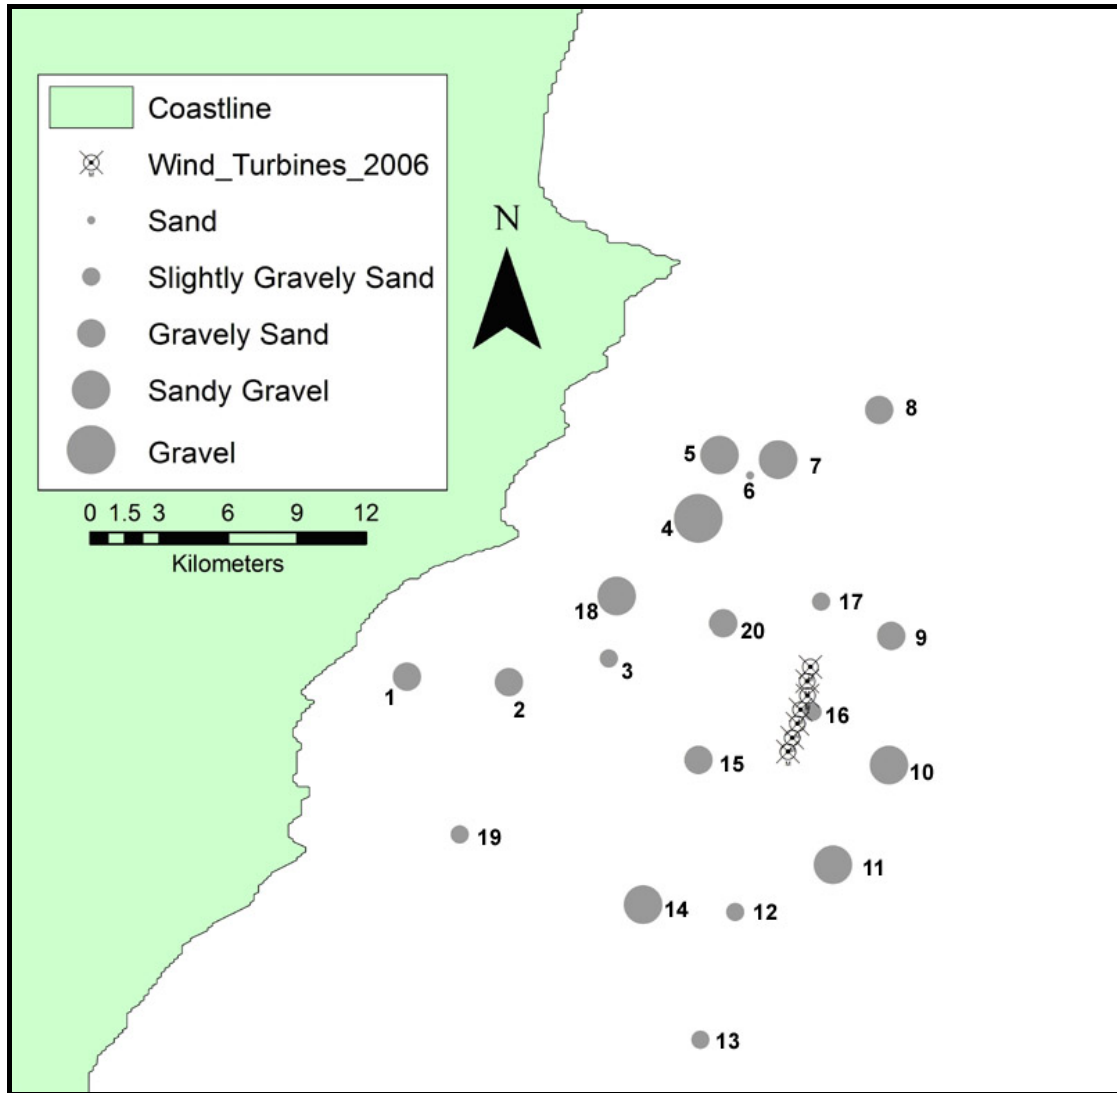 Coastline
Wind_Turbines_2006
Sand
Slightly Gravely Sand
Gravely Sand
Sandy Gravel
Gravel
0 1.5 3 6 9 12
Kilometers
N
8
5
7
6
4
18
17
20
9
3
1
2
16
15
10
19
11
14
12
13